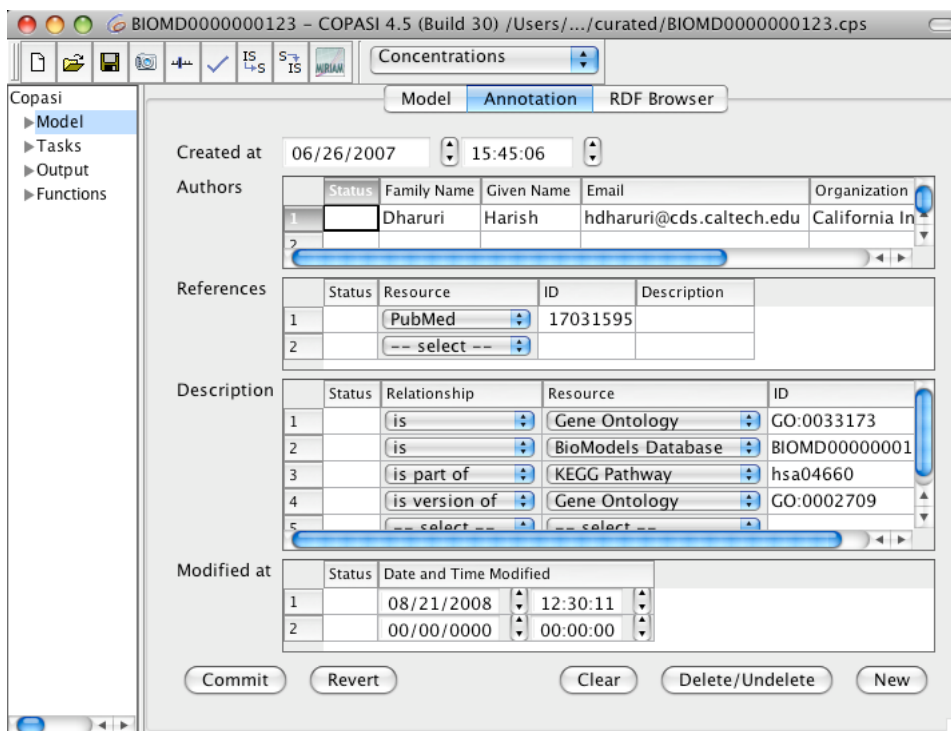 BIOMD0000000123 - COPASI 4.5 (Build 30) /Users/.../curated/BIOMD0000000123.cps
IS S S IS MIRIAM Concentrations
Copasi
Model
Tasks
Output
Functions
Model Annotation RDF Browser
Created at 06/26/2007 15:45:06
Authors
Status Family Name Given Name Email Organization
1 Dharuri Harish hdharuri@cds.caltech.edu California In
2
References
Status Resource ID Description
1 PubMed 17031595
2 -- select --
Description
Status Relationship Resource ID
1 is Gene Ontology GO:0033173
2 is BioModels Database BIOMD00000001
3 is part of KEGG Pathway hsa04660
4 is version of Gene Ontology GO:0002709
5 -- select -- -- select --
Modified at
Status Date and Time Modified
1 08/21/2008 12:30:11
2 00/00/0000 00:00:00
Commit Revert Clear Delete/Undelete New